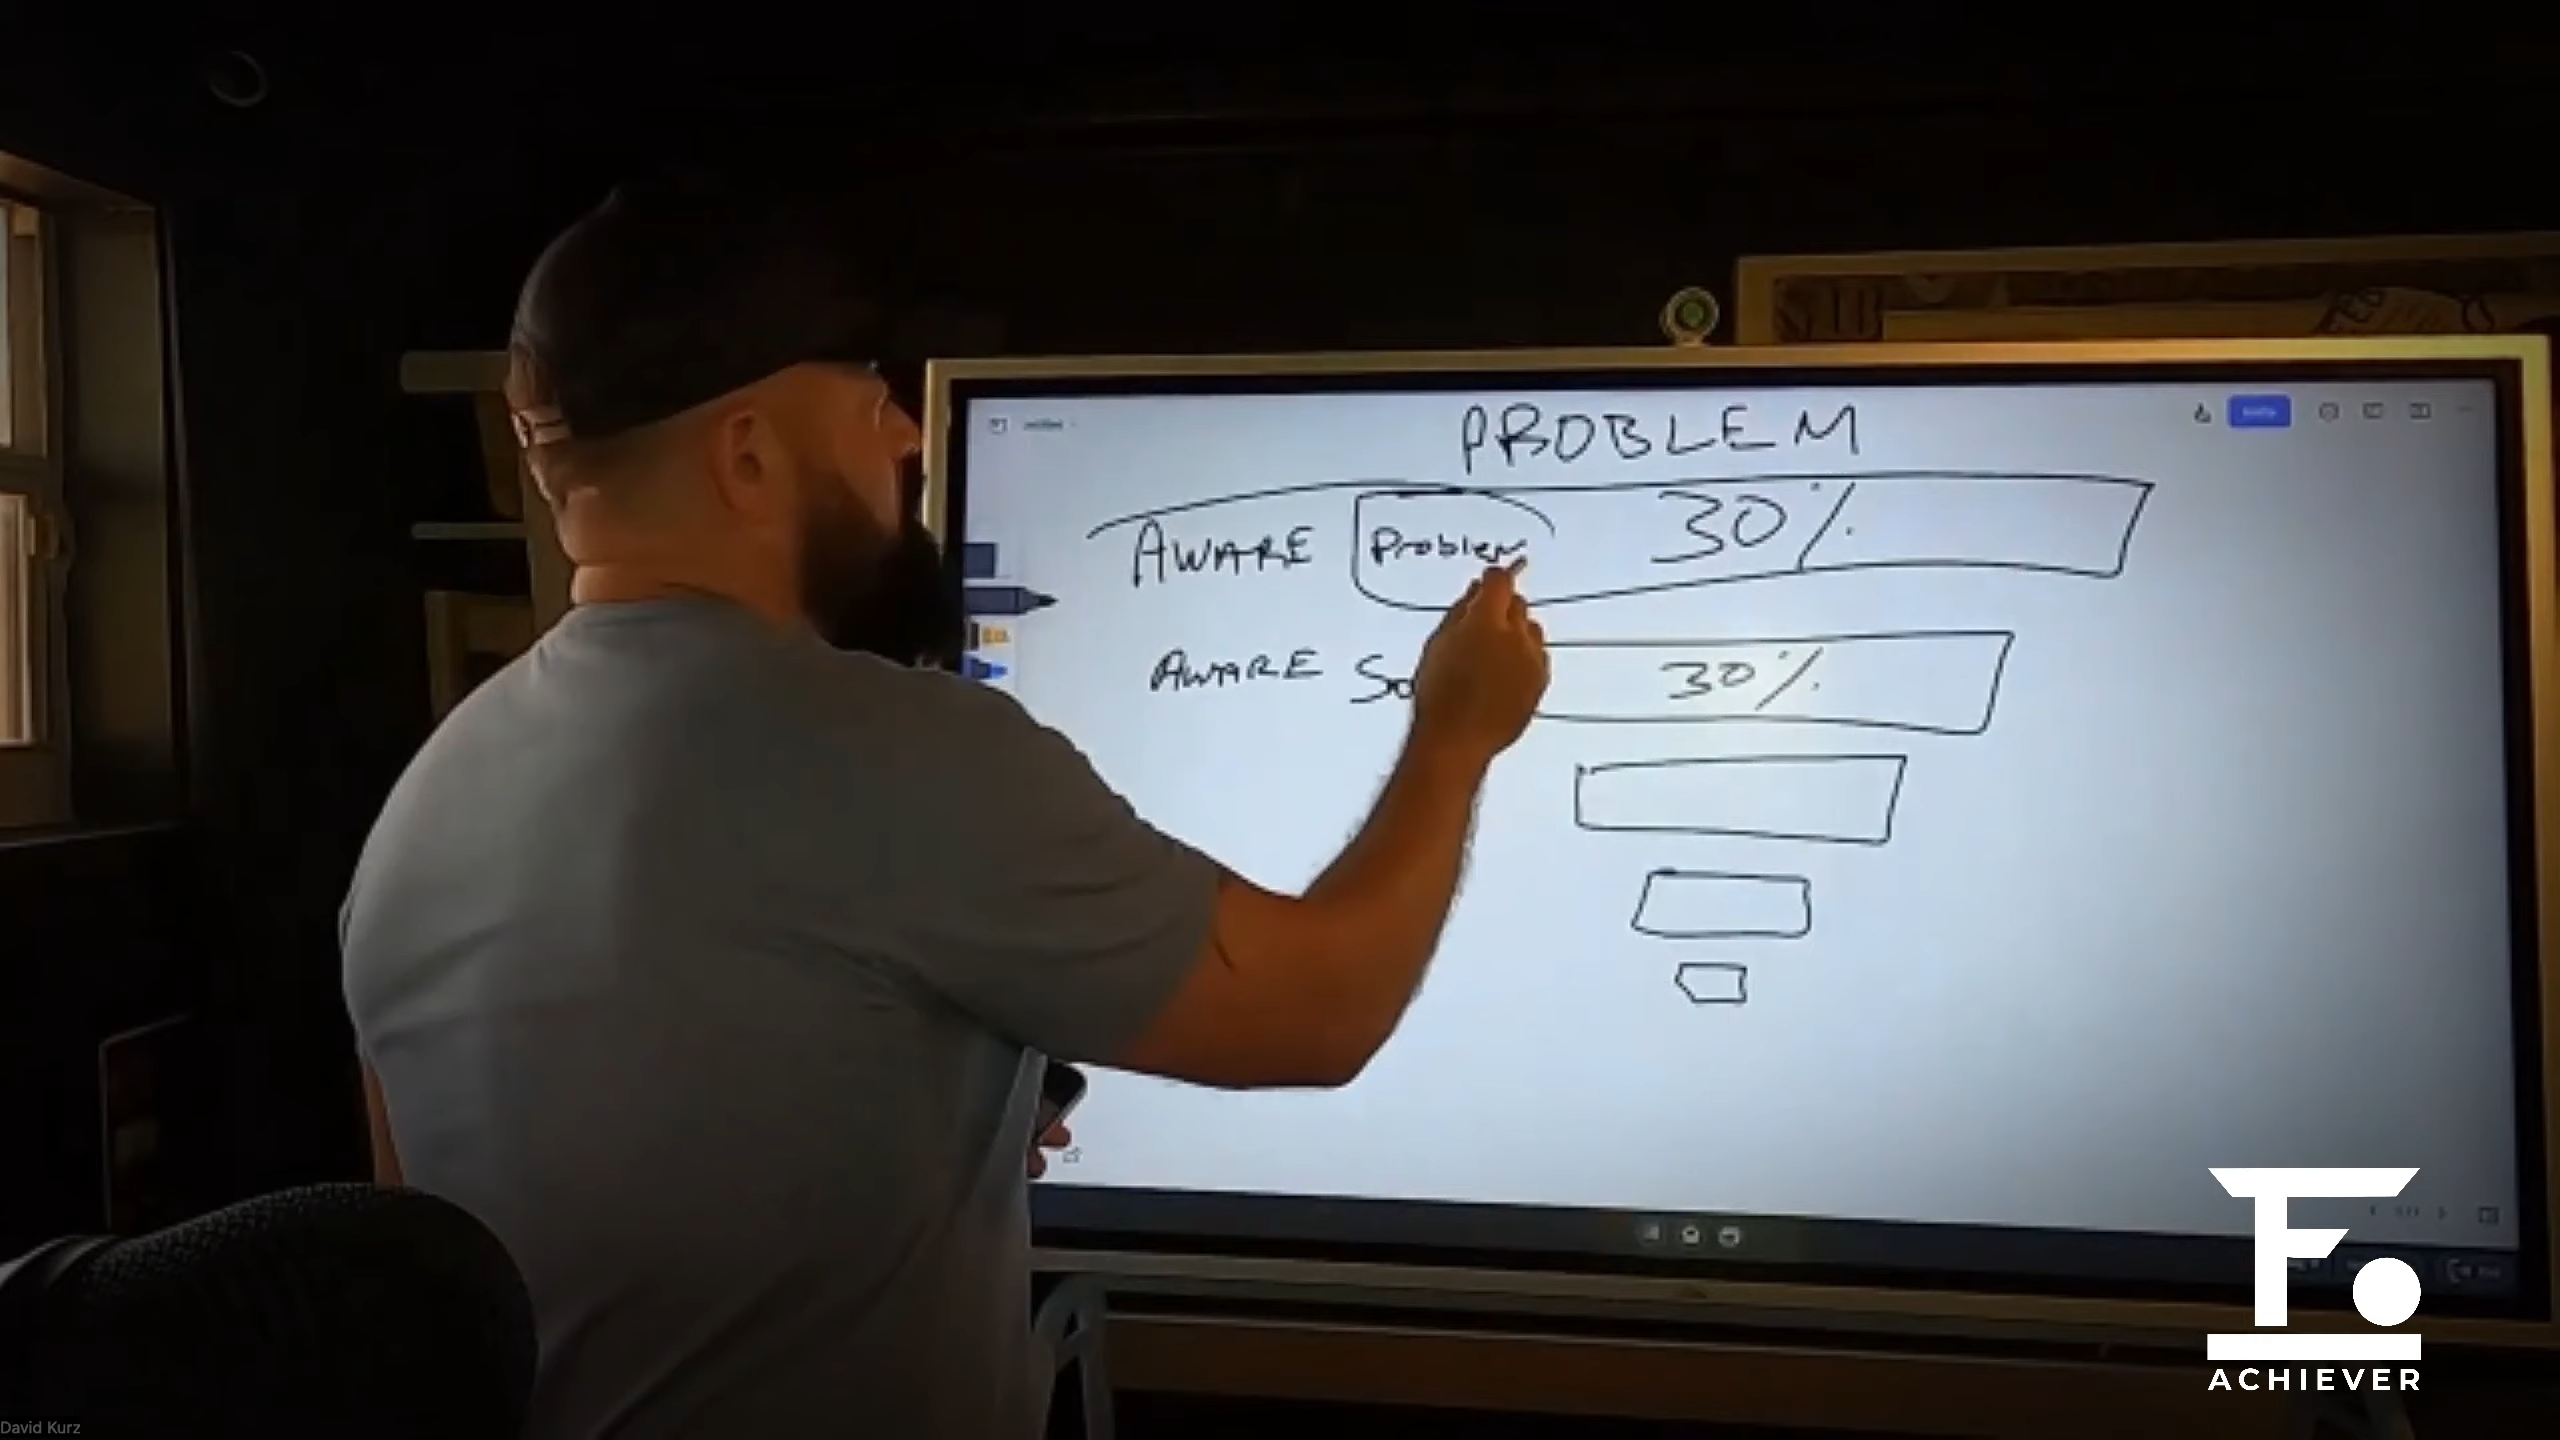 PROBLEM
AWARE Problem 30%
AWARE So 30%
F
ACHIEVER
David Kurz